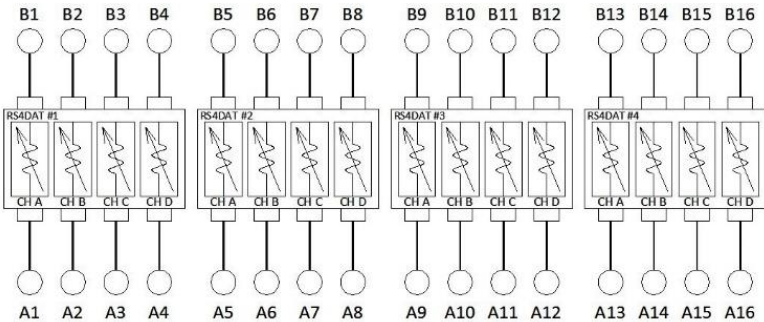 B1 B2 B3 B4 B5 B6 B7 B8 B9 B10 B11 B12 B13 B14 B15 B16
RS4DAT #1 RS4DAT #2 RS4DAT #3 RS4DAT #4
CH A CH B CH C CH D CH A CH B CH C CH D CH A CH B CH C CH D CH A CH B CH C CH D
A1 A2 A3 A4 A5 A6 A7 A8 A9 A10 A11 A12 A13 A14 A15 A16